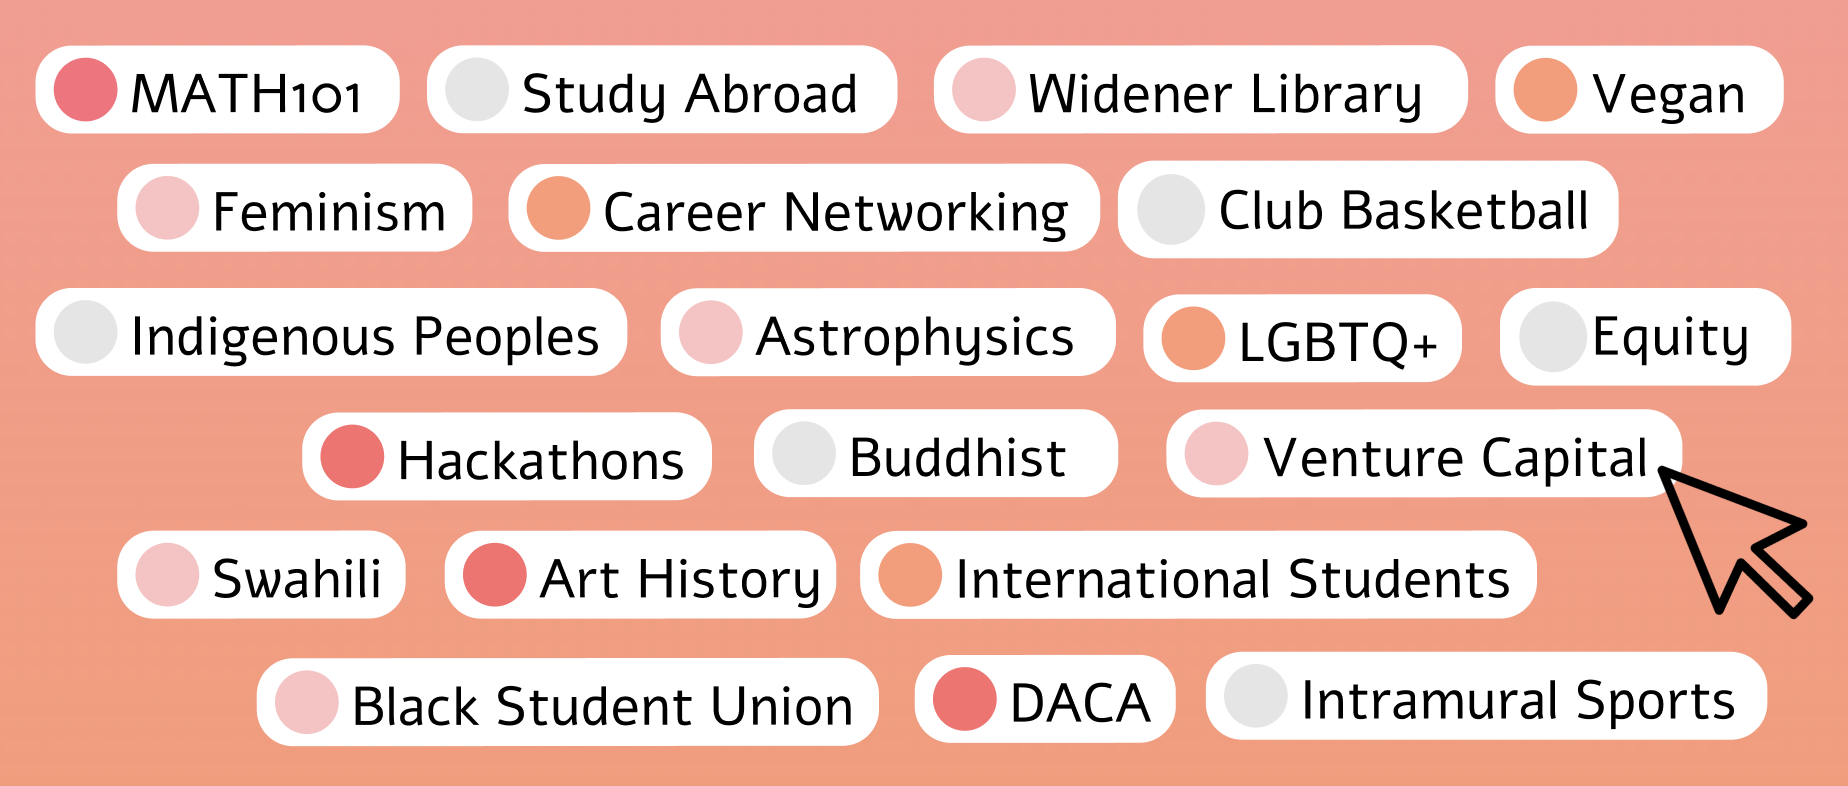 MATH101 Study Abroad Widener Library Vegan
Feminism Career Networking Club Basketball
Indigenous Peoples Astrophysics LGBTQ+ Equity
Hackathons Buddhist Venture Capital
Swahili Art History International Students
Black Student Union DACA Intramural Sports